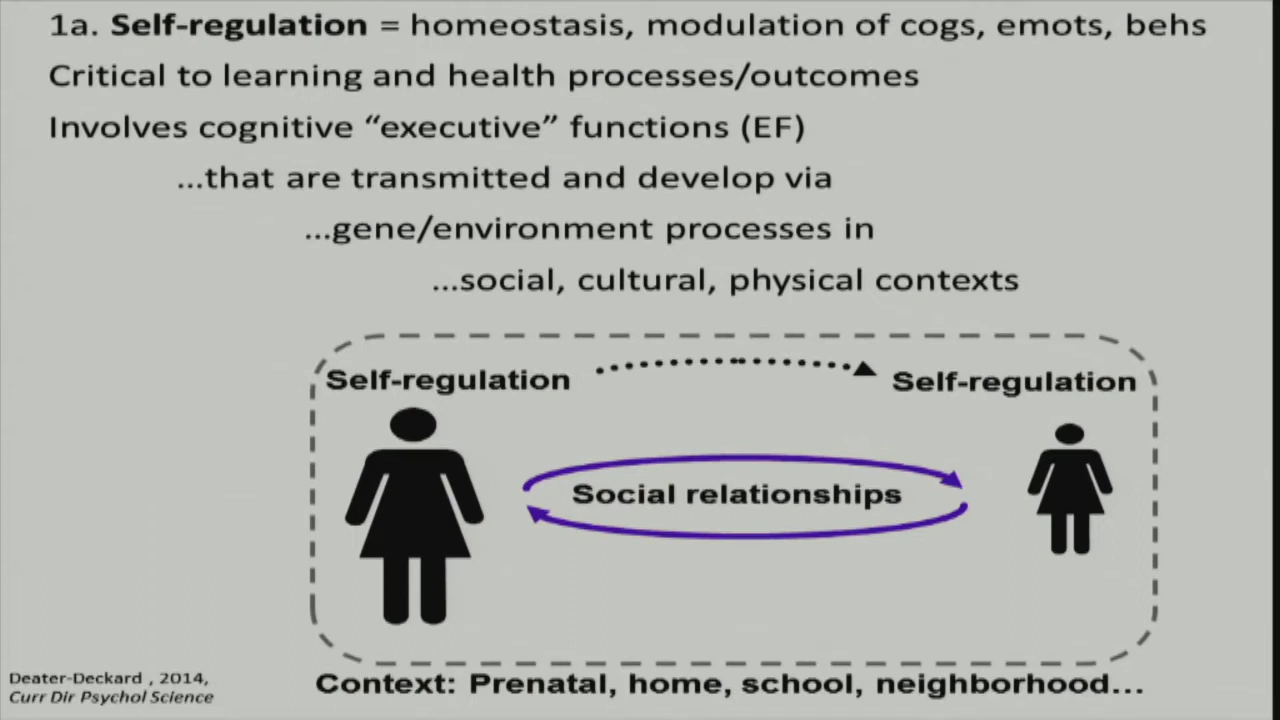 1a. Self-regulation = homeostasis, modulation of cogs, emots, behs
Critical to learning and health processes/outcomes
Involves cognitive “executive” functions (EF)
...that are transmitted and develop via
...gene/environment processes in
...social, cultural, physical contexts
Self-regulation
Self-regulation
Social relationships
Deater-Deckard , 2014,
Curr Dir Psychol Science
Context: Prenatal, home, school, neighborhood...